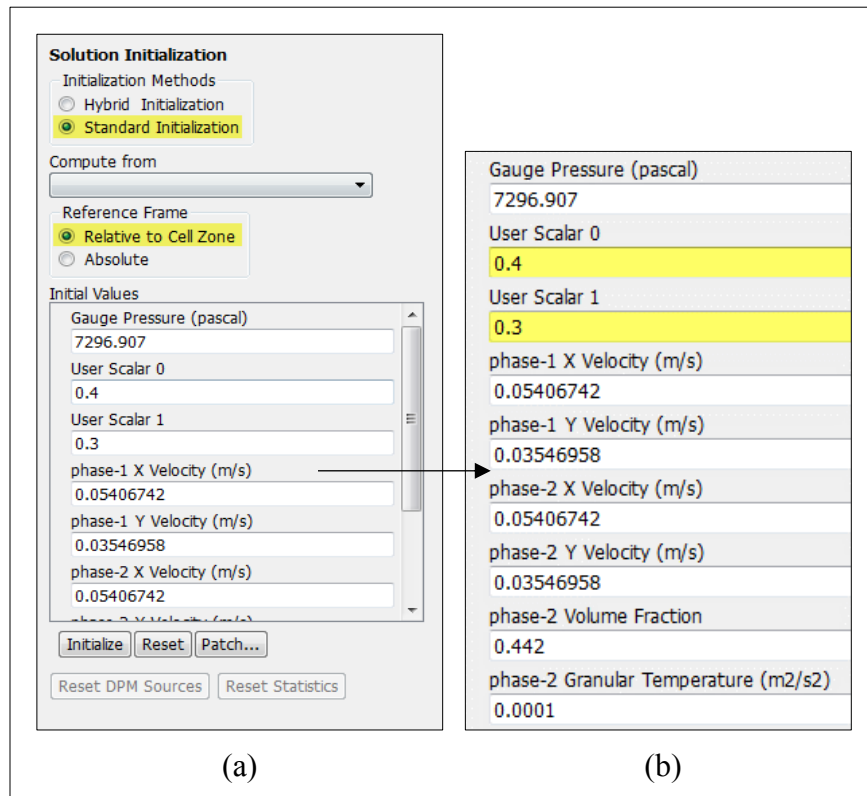 Solution Initialization
Initialization Methods
Hybrid Initialization
Standard Initialization
Compute from
Reference Frame
Relative to Cell Zone
Absolute
Initial Values
Gauge Pressure (pascal)
7296.907
User Scalar 0
0.4
User Scalar 1
0.3
phase-1 X Velocity (m/s)
0.05406742
phase-1 Y Velocity (m/s)
0.03546958
phase-2 X Velocity (m/s)
0.05406742
phase-2 Y Velocity (m/s)
Initialize Reset Patch...
Reset DPM Sources Reset Statistics
(a)
Gauge Pressure (pascal)
7296.907
User Scalar 0
0.4
User Scalar 1
0.3
phase-1 X Velocity (m/s)
0.05406742
phase-1 Y Velocity (m/s)
0.03546958
phase-2 X Velocity (m/s)
0.05406742
phase-2 Y Velocity (m/s)
0.03546958
phase-2 Volume Fraction
0.442
phase-2 Granular Temperature (m2/s2)
0.0001
(b)